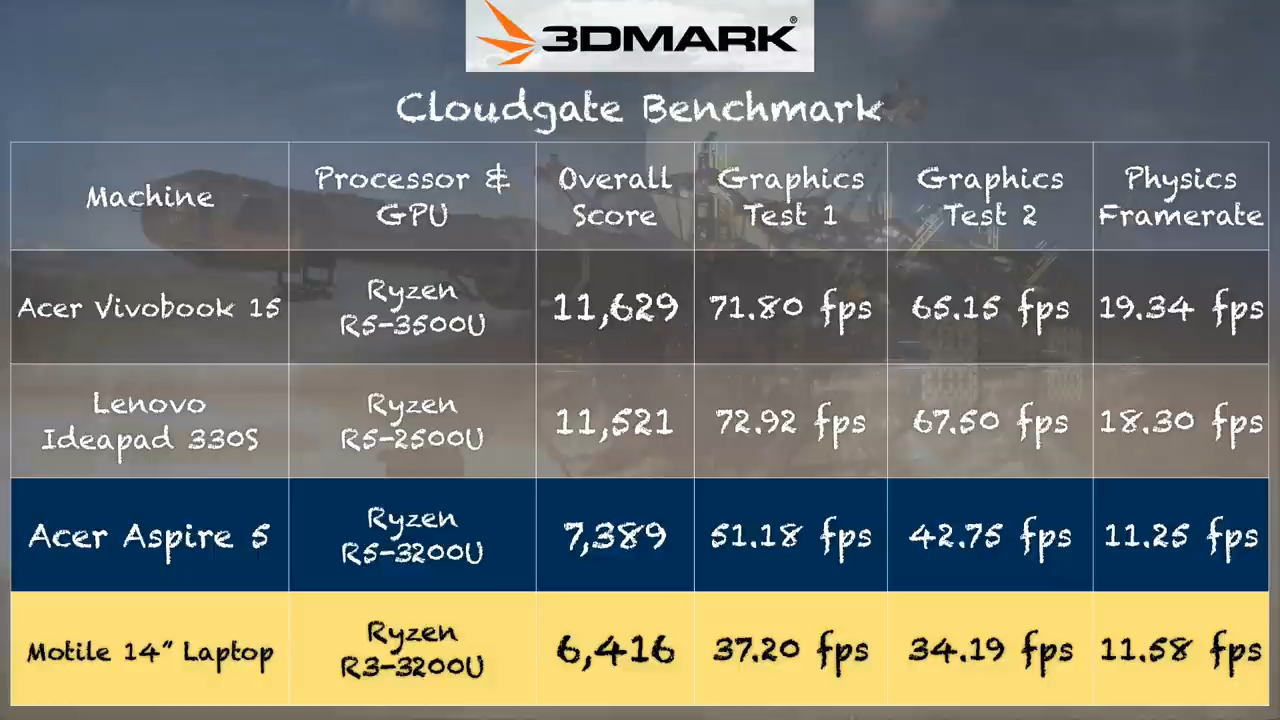 3DMARK®
Cloudgate Benchmark
Machine
Processor &
GPU
Overall
Score
Graphics
Test 1
Graphics
Test 2
Physics
Framerate
Acer Vivobook 15
Ryzen
R5-3500U
11,629
71.80 fps
65.15 fps
19.34 fps
Lenovo
Ideapad 330S
Ryzen
R5-2500U
11,521
72.92 fps
67.50 fps
18.30 fps
Acer Aspire 5
Ryzen
R5-3200U
7,389
51.18 fps
42.75 fps
11.25 fps
Motile 14” Laptop
Ryzen
R3-3200U
6,416
37.20 fps
34.19 fps
11.58 fps